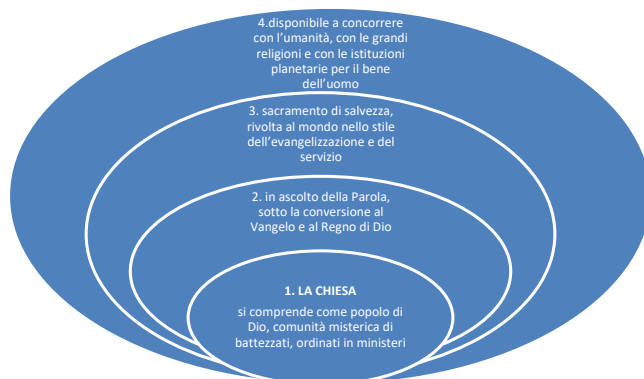 4.disponibile a concorrere
con l’umanità, con le grandi
religioni e con le istituzioni
planetarie per il bene
dell’uomo
3. sacramento di salvezza,
rivolta al mondo nello stile
dell’evangelizzazione e del
servizio
2. in ascolto della Parola,
sotto la conversione al
Vangelo e al Regno di Dio
1. LA CHIESA
si comprende come popolo di
Dio, comunità misterica di
battezzati, ordinati in ministeri